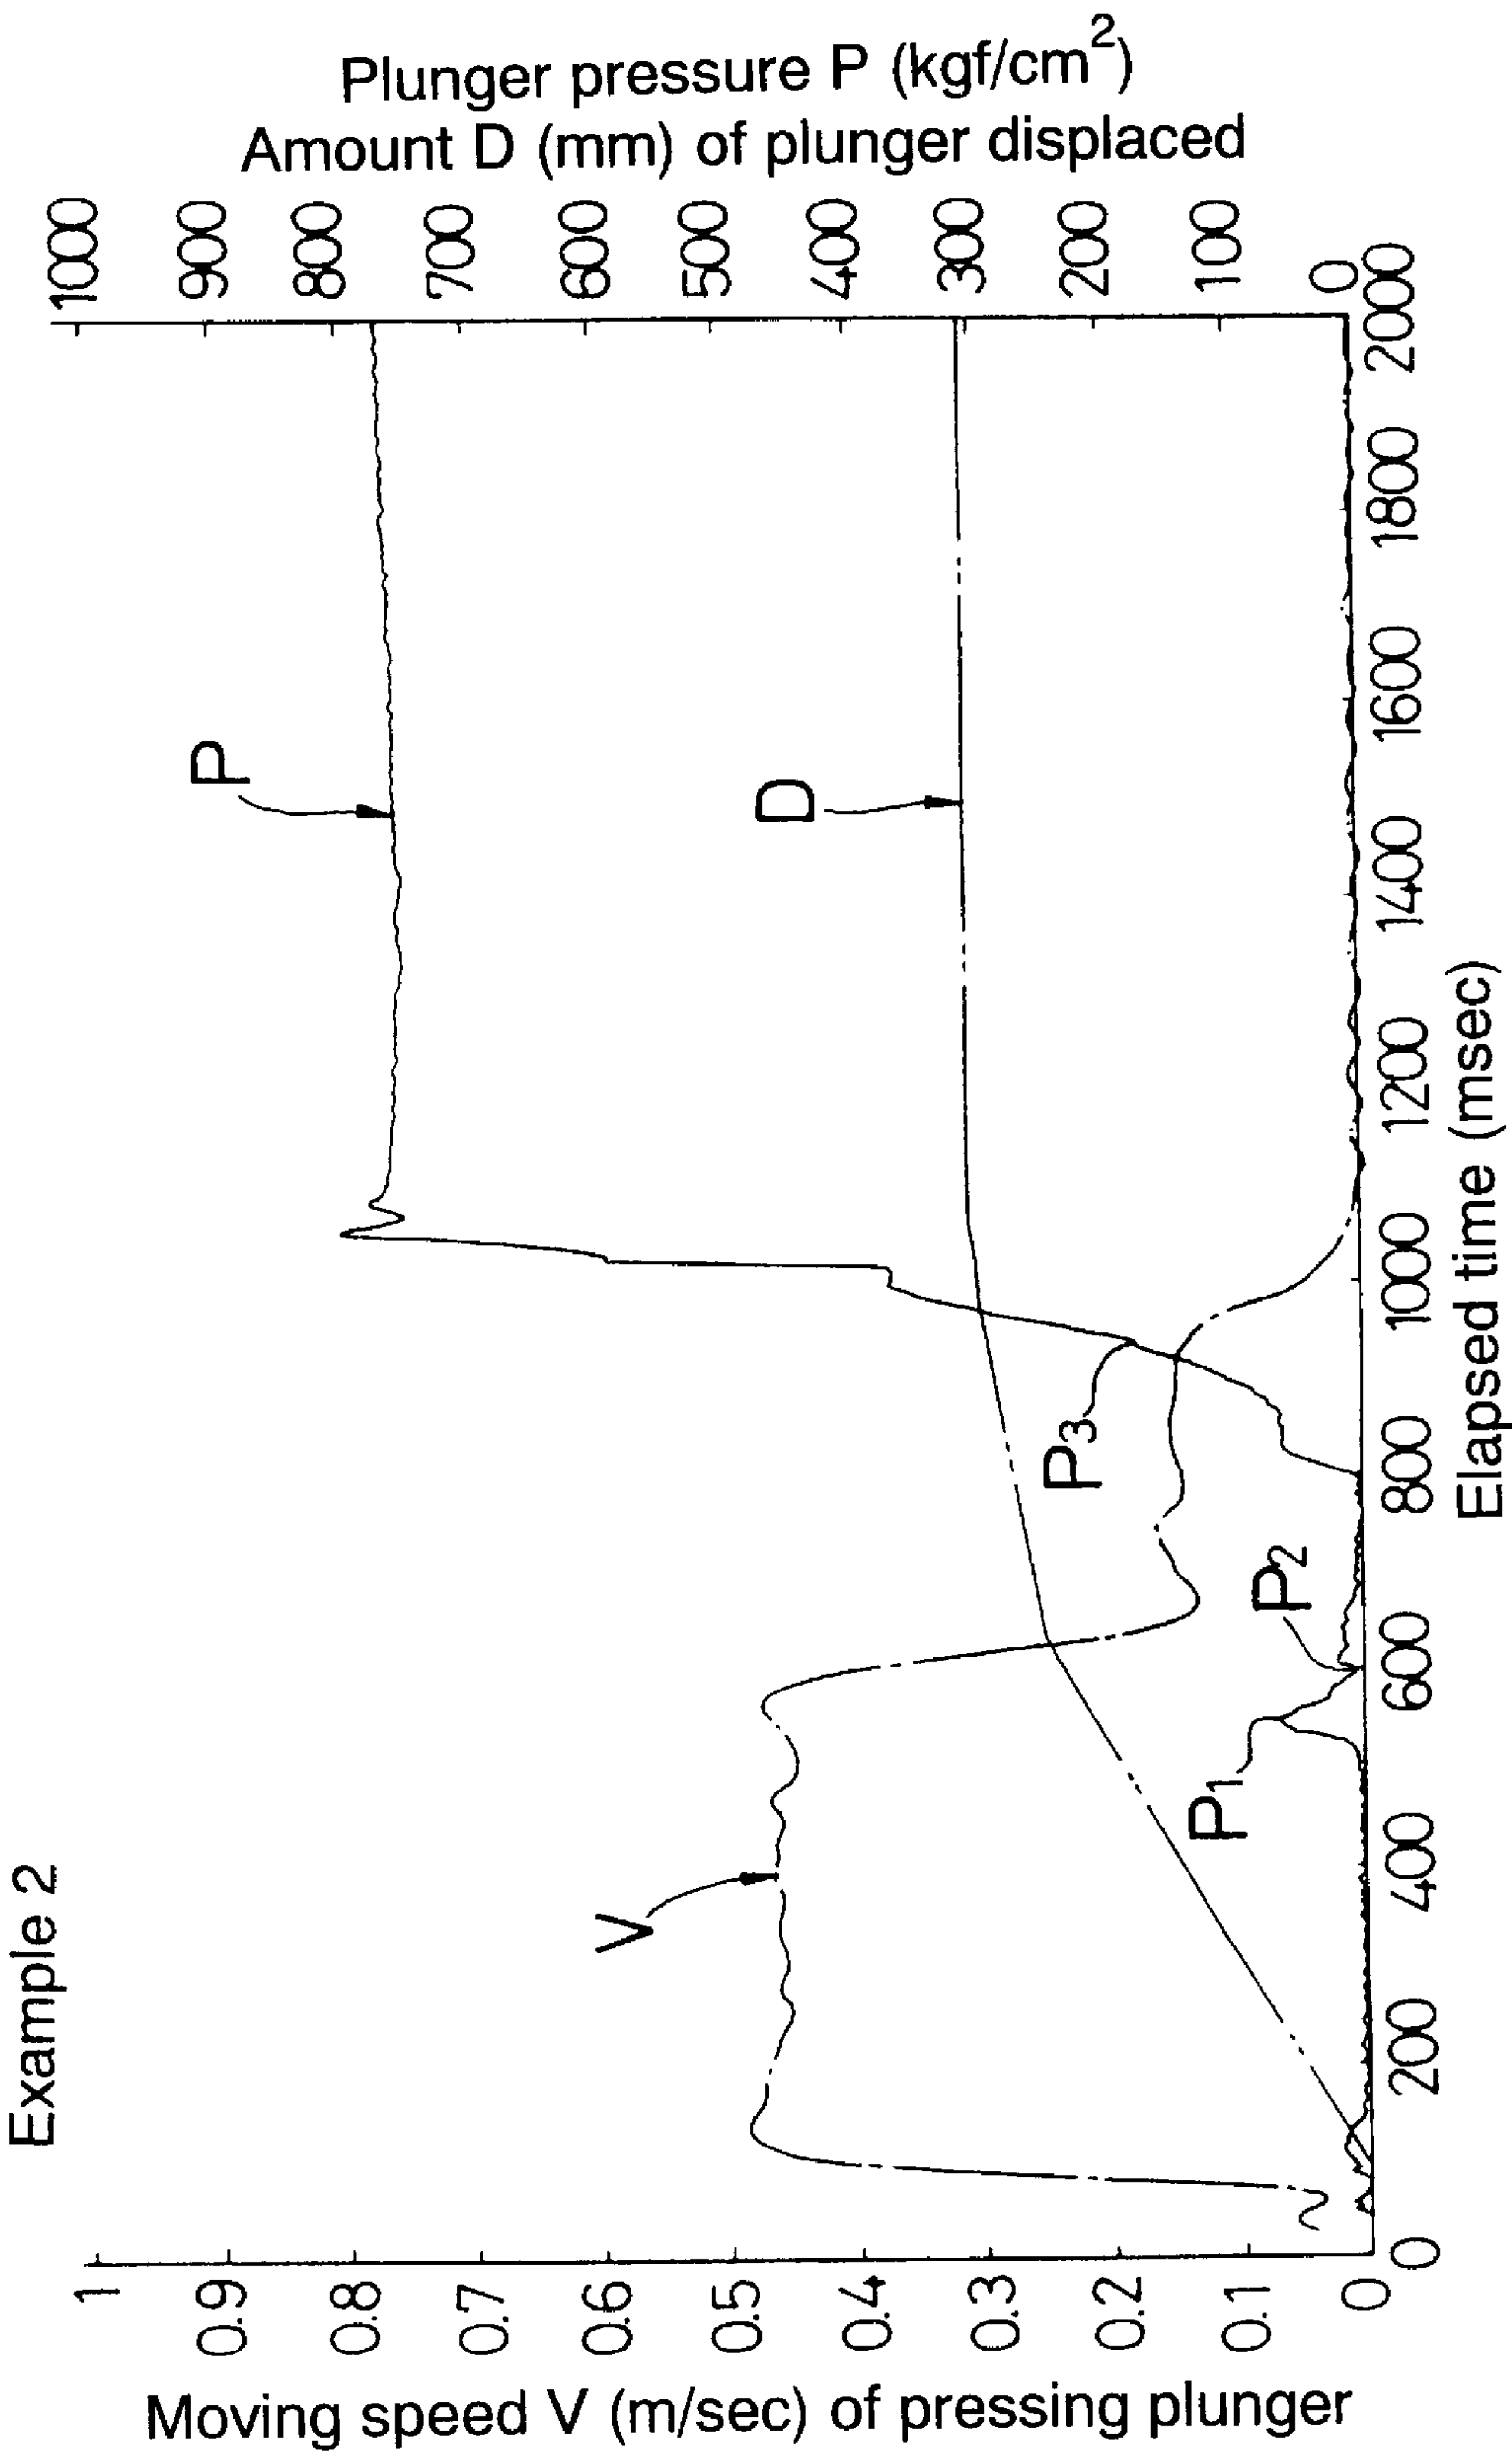 Example 2
Moving speed V (m/sec) of pressing plunger
1
0.9
0.8
0.7
0.6
0.5
0.4
0.3
0.2
0.1
0
V
P
D
P1
P2
P3
Plunger pressure P (kgf/cm²)
Amount D (mm) of plunger displaced
1000
900
800
700
600
500
400
300
200
100
0
0 200 400 600 800 1000 1200 1400 1600 1800 2000
Elapsed time (msec)